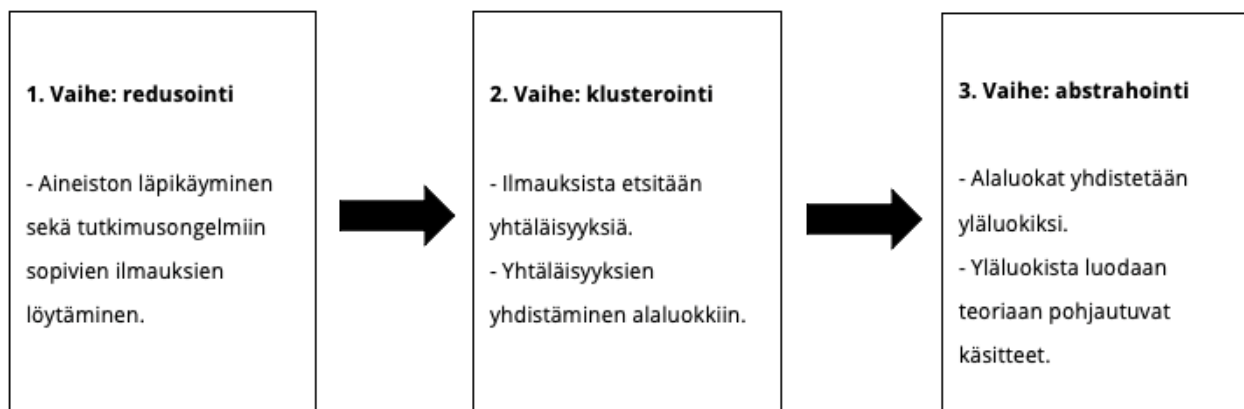 1. Vaihe: redusointi
- Aineiston läpikäyminen
sekä tutkimusongelmiin
sopivien ilmauksien
löytäminen.
2. Vaihe: klusterointi
- Ilmauksista etsitään
yhtäläisyyksiä.
- Yhtäläisyyksien
yhdistäminen alaluokkiin.
3. Vaihe: abstrahointi
- Alaluokat yhdistetään
yläluokiksi.
- Yläluokista luodaan
teoriaan pohjautuvat
käsitteet.